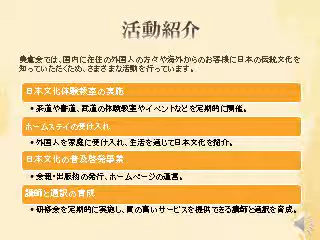 活動紹介
美倉会では、国内に在住の外国人の方々や海外からのお客様に日本の伝統文化を
知っていただくため、さまざまな活動を行っています。
日本文化体験教室の実施
• 茶道や書道、武道の体験教室やイベントなどを定期的に開催。
ホームステイの受け入れ
• 外国人を家庭に受け入れ、生活を通じて日本文化を紹介。
日本文化の普及啓発事業
• 会報・出版物の発行、ホームページの運営。
講師と通訳の育成
• 研修会を定期的に実施し、質の高いサービスを提供できる講師と通訳を育成。